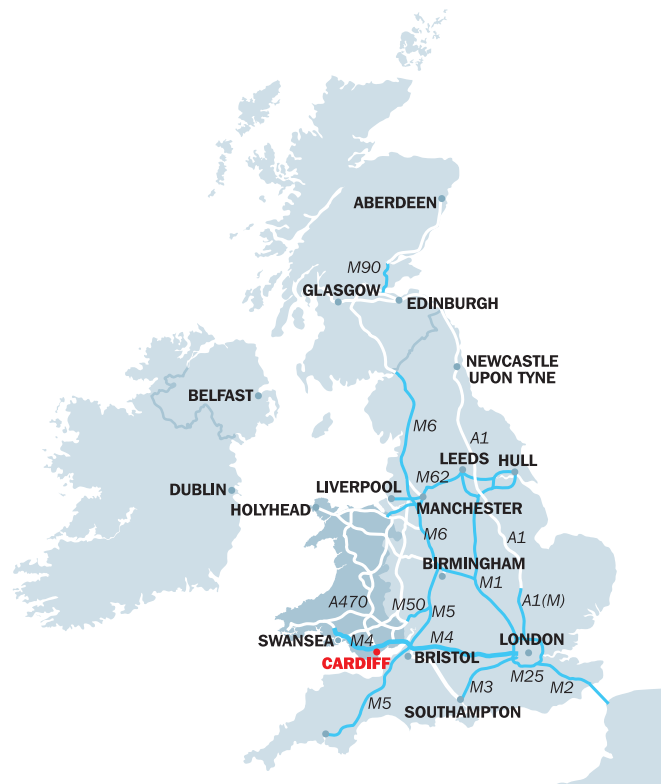 ABERDEEN
M90
GLASGOW
EDINBURGH
NEWCASTLE
UPON TYNE
BELFAST
M6
A1
LEEDS
HULL
M62
DUBLIN
LIVERPOOL
HOLYHEAD
MANCHESTER
M6
A1
BIRMINGHAM
M1
A470
M50
M5
A1(M)
SWANSEA
M4
M4
LONDON
CARDIFF
BRISTOL
M25
M3
M2
M5
SOUTHAMPTON